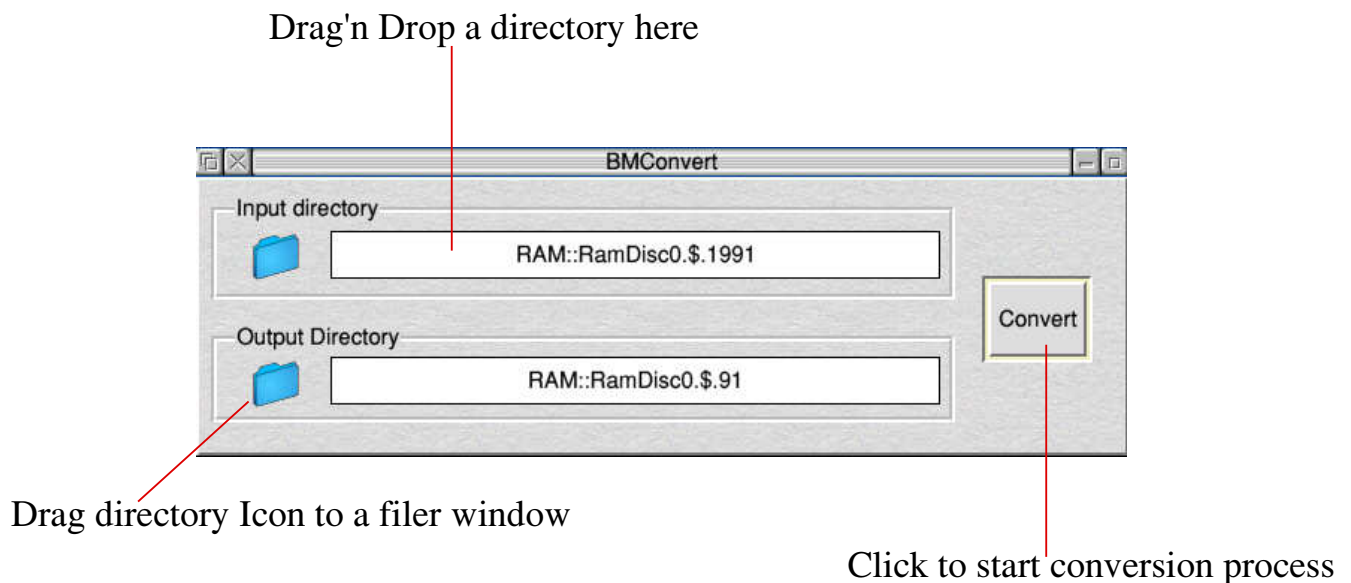 Drag'n Drop a directory here
BMConvert
Input directory
RAM::RamDisc0.$.1991
Convert
Output Directory
RAM::RamDisc0.$.91
Drag directory Icon to a filer window
Click to start conversion process